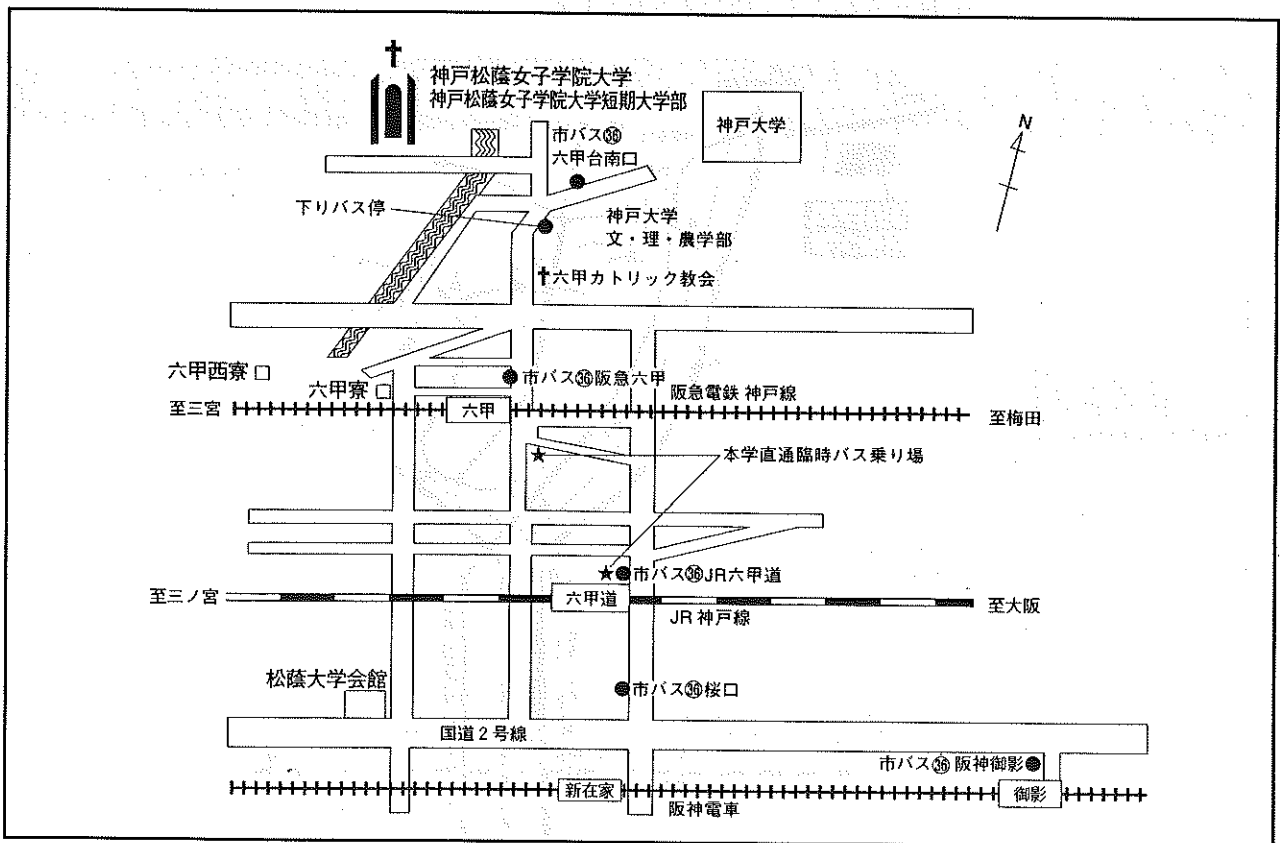 神戸松蔭女子学院大学
神戸松蔭女子学院大学短期大学部
神戸大学
N
市バス㊱
六甲台南口
下りバス停
神戸大学
文・理・農学部
六甲カトリック教会
六甲西寮
六甲寮
市バス㊱阪急六甲
阪急電鉄 神戸線
至三宮
六甲
至梅田
本学直通臨時バス乗り場
市バス㊱JR六甲道
至三ノ宮
六甲道
至大阪
JR 神戸線
松蔭大学会館
市バス㊱桜口
国道2号線
市バス㊱ 阪神御影
新在家
御影
阪神電車